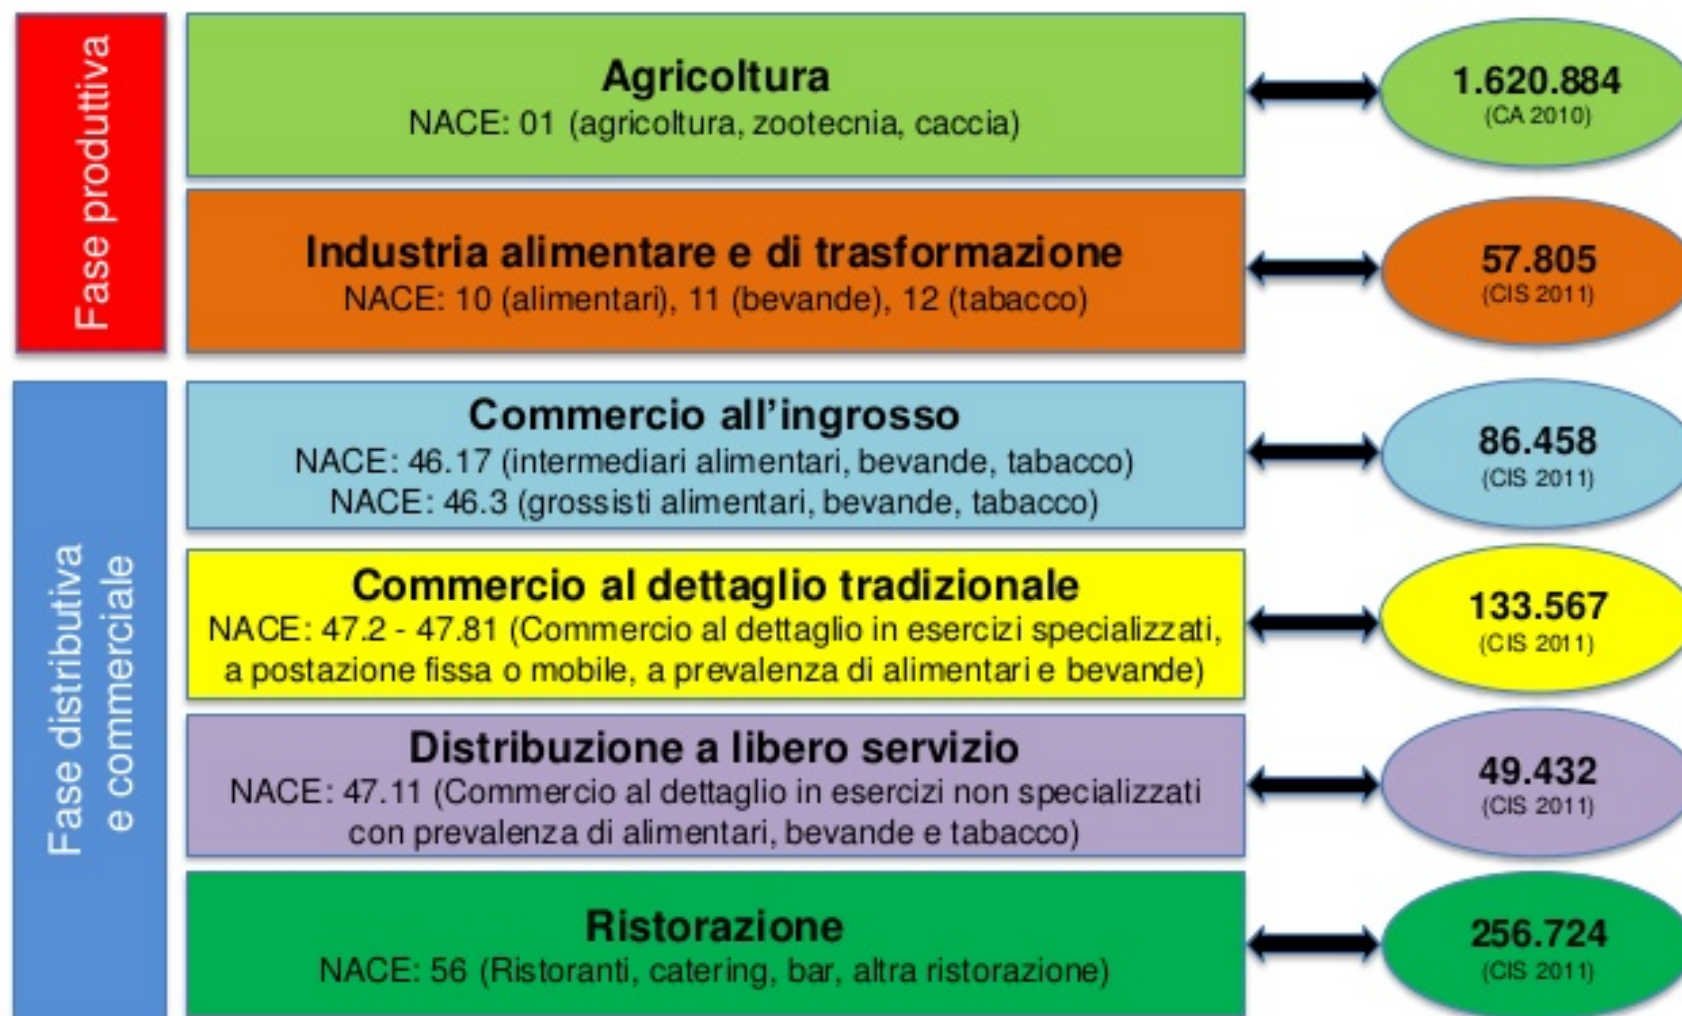 Fase produttiva
Agricoltura
NACE: 01 (agricoltura, zootecnia, caccia)
1.620.884
(CA 2010)
Industria alimentare e di trasformazione
NACE: 10 (alimentari), 11 (bevande), 12 (tabacco)
57.805
(CIS 2011)
Fase distributiva
e commerciale
Commercio all’ingrosso
NACE: 46.17 (intermediari alimentari, bevande, tabacco)
NACE: 46.3 (grossisti alimentari, bevande, tabacco)
86.458
(CIS 2011)
Commercio al dettaglio tradizionale
NACE: 47.2 - 47.81 (Commercio al dettaglio in esercizi specializzati,
a postazione fissa o mobile, a prevalenza di alimentari e bevande)
133.567
(CIS 2011)
Distribuzione a libero servizio
NACE: 47.11 (Commercio al dettaglio in esercizi non specializzati
con prevalenza di alimentari, bevande e tabacco)
49.432
(CIS 2011)
Ristorazione
NACE: 56 (Ristoranti, catering, bar, altra ristorazione)
256.724
(CIS 2011)